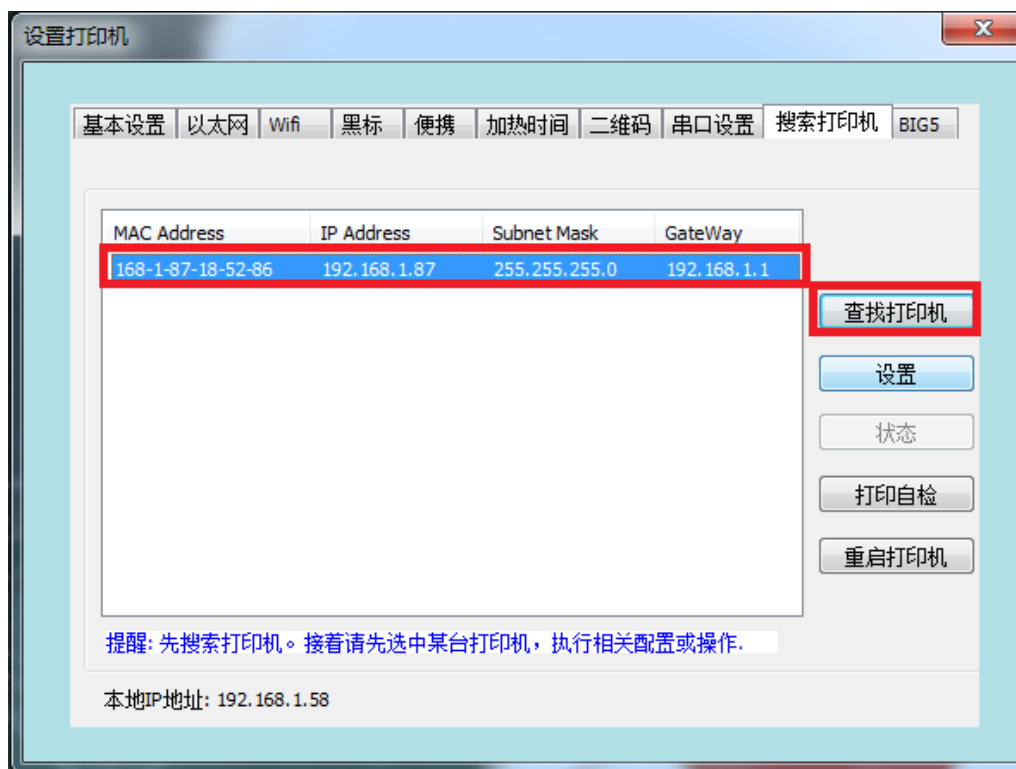 设置打印机
基本设置 以太网 Wifi 黑标 便携 加热时间 二维码 串口设置 搜索打印机 BIG5
MAC Address IP Address Subnet Mask GateWay
168-1-87-18-52-86 192.168.1.87 255.255.255.0 192.168.1.1
查找打印机
设置
状态
打印自检
重启打印机
提醒: 先搜索打印机。接着请先选中某台打印机，执行相关配置或操作.
本地IP地址: 192.168.1.58